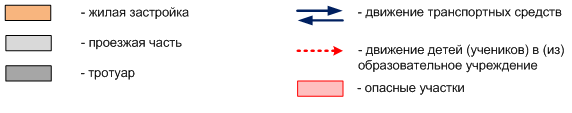 - жилая застройка
- проезжая часть
- тротуар
- движение транспортных средств
- движение детей (учеников) в (из)
образовательное учреждение
- опасные участки